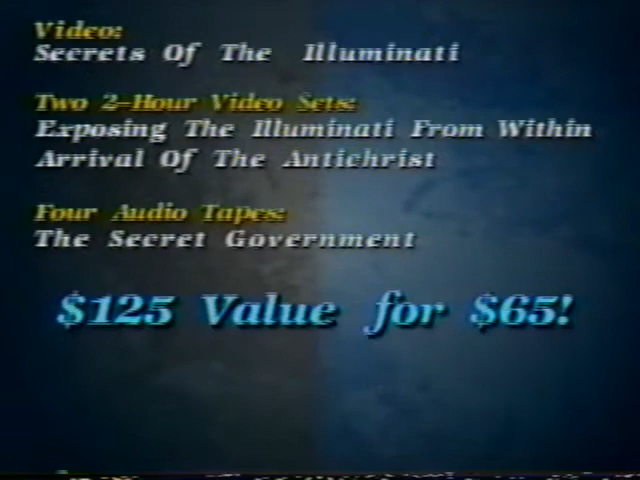 Video:
Secrets Of The Illuminati
Two 2-Hour Video Sets:
Exposing The Illuminati From Within
Arrival Of The Antichrist
Four Audio Tapes:
The Secret Government
$125 Value for $65!